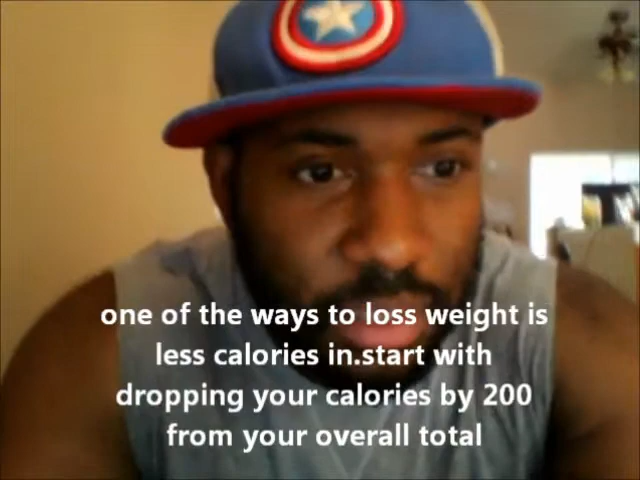 one of the ways to loss weight is
less calories in.start with
dropping your calories by 200
from your overall total